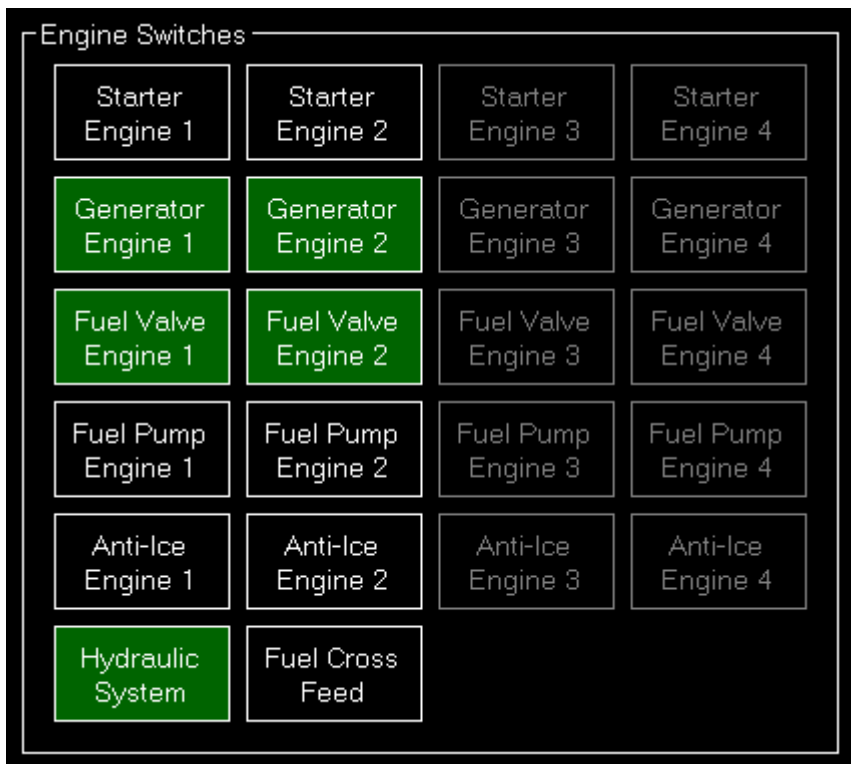 Engine Switches
Starter
Engine 1
Starter
Engine 2
Starter
Engine 3
Starter
Engine 4
Generator
Engine 1
Generator
Engine 2
Generator
Engine 3
Generator
Engine 4
Fuel Valve
Engine 1
Fuel Valve
Engine 2
Fuel Valve
Engine 3
Fuel Valve
Engine 4
Fuel Pump
Engine 1
Fuel Pump
Engine 2
Fuel Pump
Engine 3
Fuel Pump
Engine 4
Anti-Ice
Engine 1
Anti-Ice
Engine 2
Anti-Ice
Engine 3
Anti-Ice
Engine 4
Hydraulic
System
Fuel Cross
Feed